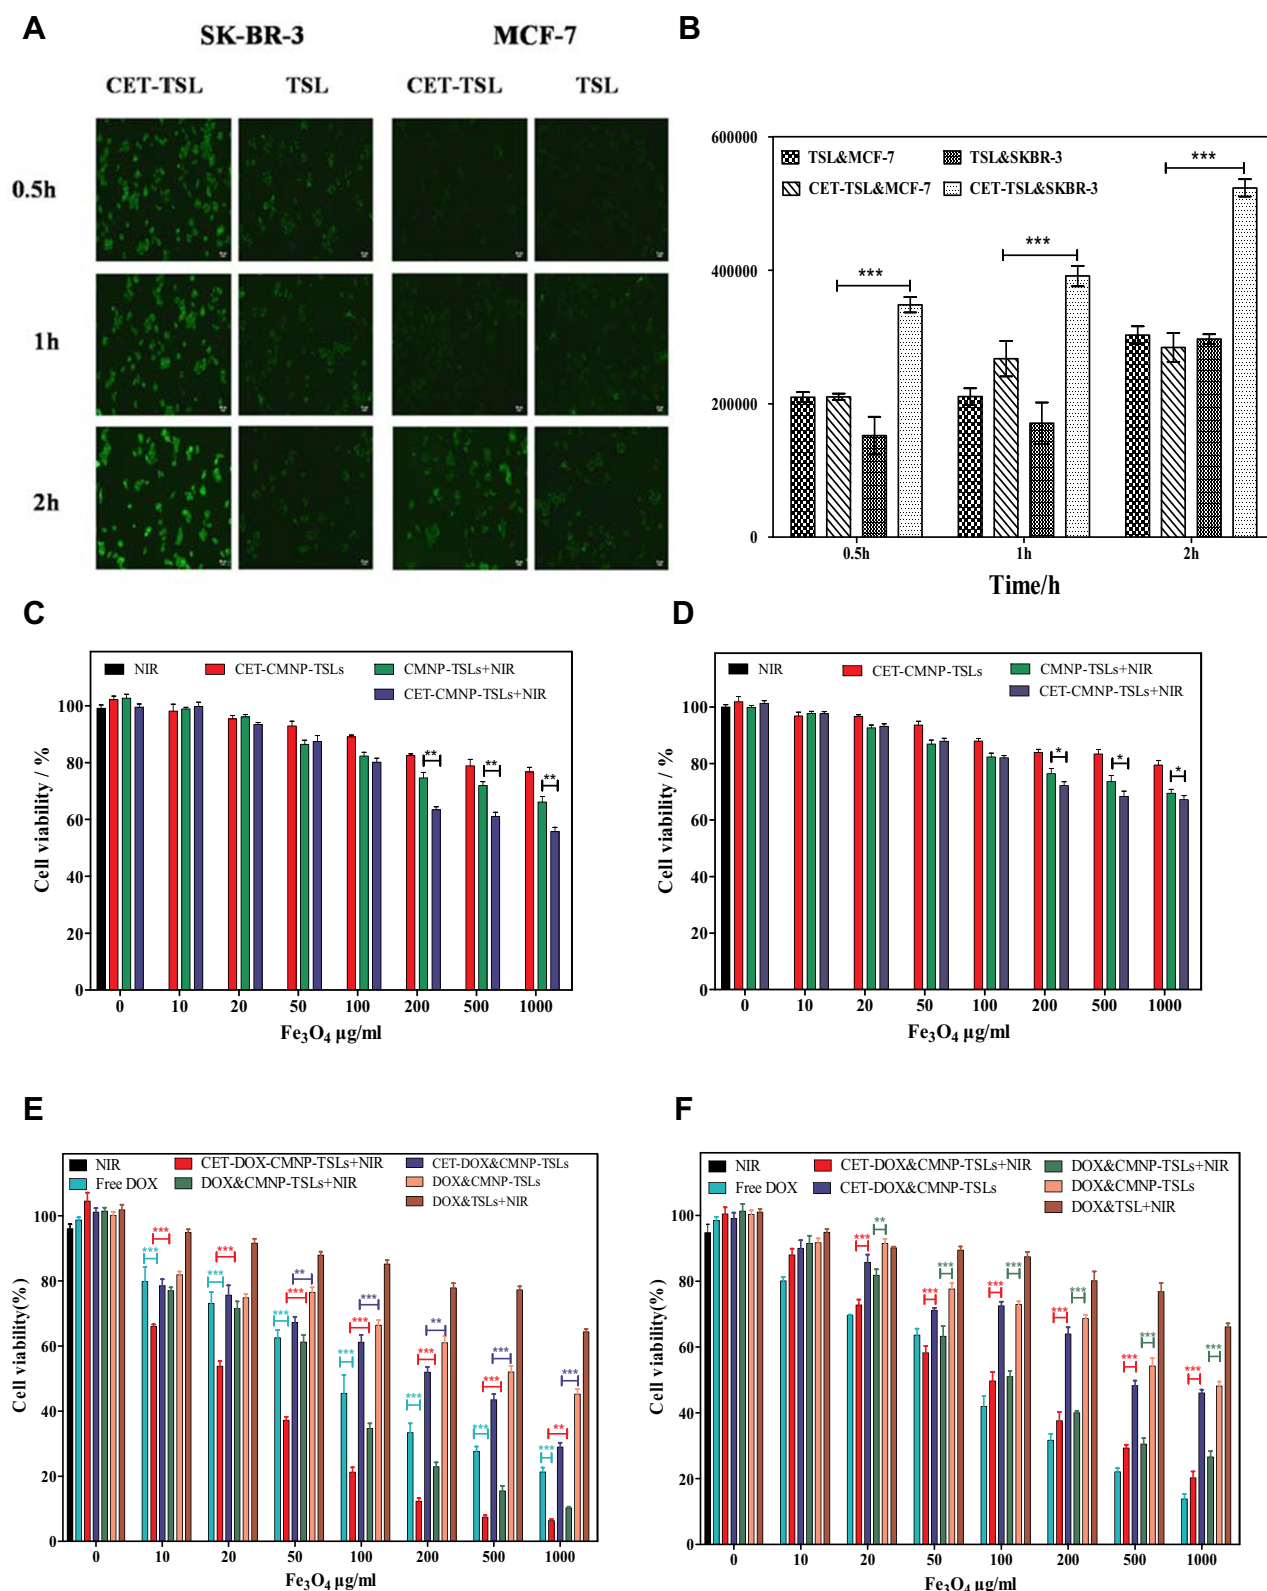 A
SK-BR-3 MCF-7
CET-TSL TSL CET-TSL TSL
0.5h
1h
2h
B
600000
400000
200000
0
TSL&MCF-7 TSL&SKBR-3
CET-TSL&MCF-7 CET-TSL&SKBR-3
*** *** ***
0.5h 1h 2h
Time/h
C
NIR CET-CMNP-TSLs CMNP-TSLs+NIR
CET-CMNP-TSLs+NIR
Cell viability / %
100
80
60
40
20
0
** ** **
0 10 20 50 100 200 500 1000
Fe₃O₄ µg/ml
D
NIR CET-CMNP-TSLs CMNP-TSLs+NIR
CET-CMNP-TSLs+NIR
Cell viability / %
100
80
60
40
20
0
* * *
0 10 20 50 100 200 500 1000
Fe₃O₄ µg/ml
E
NIR CET-DOX-CMNP-TSLs+NIR CET-DOX&CMNP-TSLs
Free DOX DOX&CMNP-TSLs+NIR DOX&CMNP-TSLs
DOX&TSLs+NIR
Cell viability(%)
100
80
60
40
20
0
*** *** *** *** *** *** ** *** *** *** *** *** ** *** *** *** *** ** ***
0 10 20 50 100 200 500 1000
Fe₃O₄ µg/ml
F
NIR CET-DOX&CMNP-TSLs+NIR DOX&CMNP-TSLs+NIR
Free DOX CET-DOX&CMNP-TSLs DOX&CMNP-TSLs
DOX&TSL+NIR
Cell viability(%)
100
80
60
40
20
0
*** ** *** *** *** *** *** *** *** *** *** ***
0 10 20 50 100 200 500 1000
Fe₃O₄ µg/ml